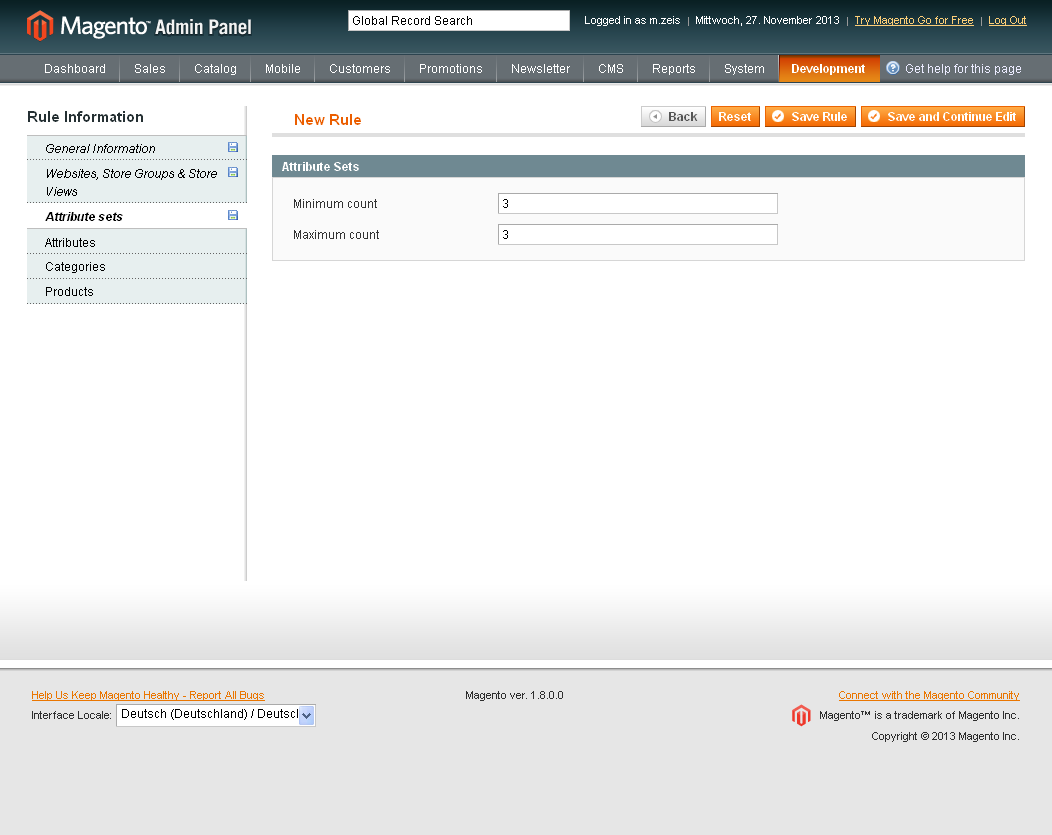 Magento™ Admin Panel
Global Record Search
Logged in as m.zeis | Mittwoch, 27. November 2013 | Try Magento Go for Free | Log Out
Dashboard Sales Catalog Mobile Customers Promotions Newsletter CMS Reports System Development Get help for this page
Rule Information
General Information
Websites, Store Groups & Store
Views
Attribute sets
Attributes
Categories
Products
New Rule
Back Reset Save Rule Save and Continue Edit
Attribute Sets
Minimum count 3
Maximum count 3
Help Us Keep Magento Healthy - Report All Bugs
Interface Locale: Deutsch (Deutschland) / Deutscl
Magento ver. 1.8.0.0
Connect with the Magento Community
Magento™ is a trademark of Magento Inc.
Copyright © 2013 Magento Inc.